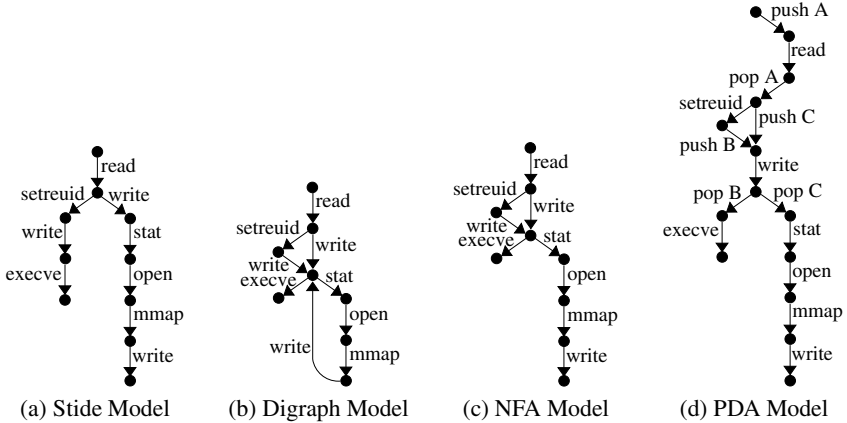 push A
read
pop A
setreuid
push C
push B
write
pop B
pop C
execve
stat
open
mmap
write
read
setreuid
write
write
stat
execve
open
mmap
write
read
setreuid
write
write
stat
execve
open
mmap
write
read
setreuid
write
write
execve
stat
open
mmap
write
(a) Stide Model
(b) Digraph Model
(c) NFA Model
(d) PDA Model